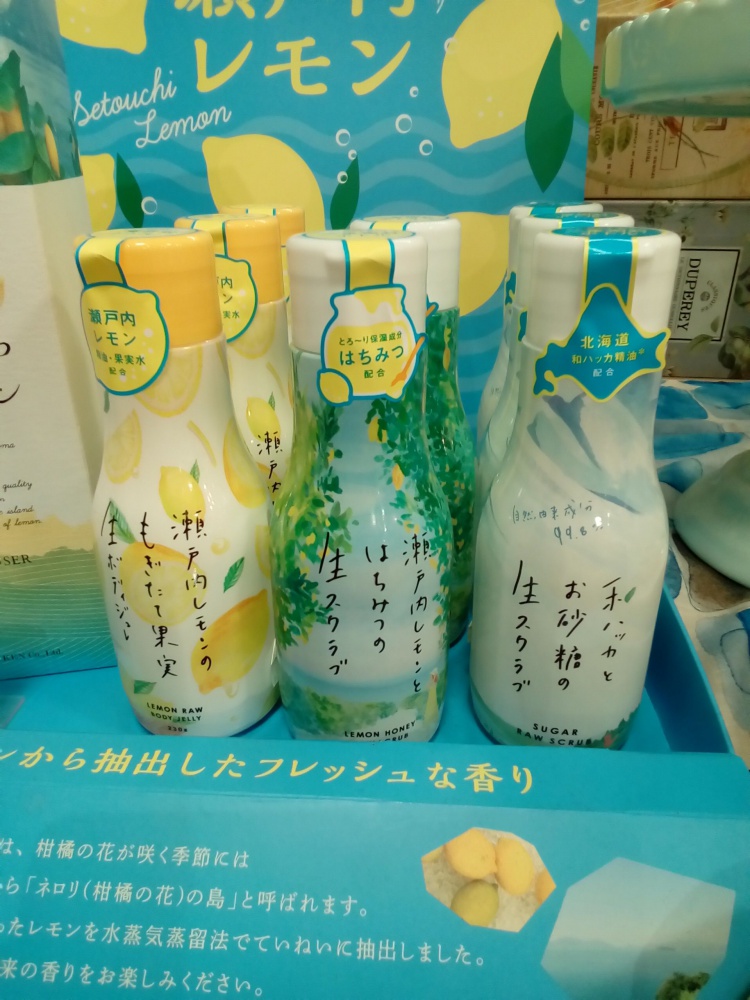 瀬戸内
レモン
Setouchi
Lemon
DUPEREY
quality
island
of lemon
瀬戸内
レモン
果実水
配合
とろ〜り保湿成分
はちみつ
配合
北海道
和ハッカ精油
配合
瀬戸内レモンの
もぎたて果実
生ボディジュレ
LEMON RAW
BODY JELLY
瀬戸内レモンと
はちみつの
生スクラブ
LEMON HONEY
自然由来成分
和ハッカと
お砂糖の
生スクラブ
SUGAR
RAW SCRUB
から抽出したフレッシュな香り
は、柑橘の花が咲く季節には
から「ネロリ(柑橘の花)の島」と呼ばれます。
ったレモンを水蒸気蒸留法でていねいに抽出しました。
来の香りをお楽しみください。